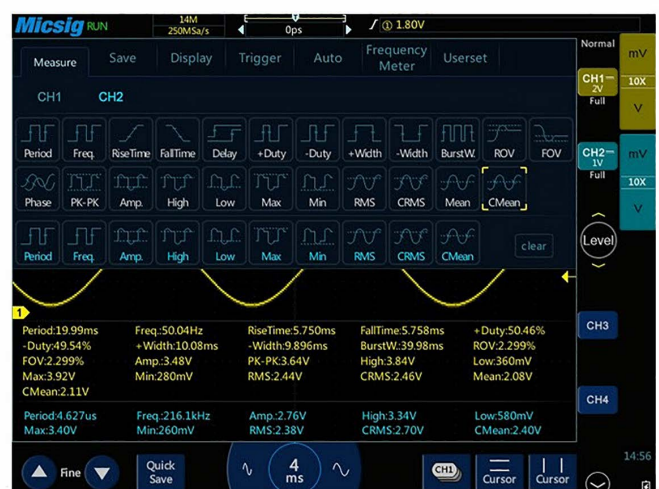 Micsig RUN 14M 250MSa/s 0ps 1 1.80V
Measure Save Display Trigger Auto Frequency Meter Userset
CH1 CH2
Period Freq. RiseTime FallTime Delay +Duty -Duty +Width -Width BurstW. ROV FOV
Phase PK-PK Amp. High Low Max Min RMS CRMS Mean CMean
Period Freq. Amp. High Low Max Min RMS CRMS CMean clear
1
Period:19.99ms Freq.:50.04Hz RiseTime:5.750ms FallTime:5.758ms +Duty:50.46%
-Duty:49.54% +Width:10.08ms -Width:9.896ms BurstW.:39.98ms ROV:2.299%
FOV:2.299% Amp.:3.48V PK-PK:3.64V High:3.84V Low:360mV
Max:3.92V Min:280mV RMS:2.44V CRMS:2.46V Mean:2.08V
CMean:2.11V
Period:4.627us Freq.:216.1kHz Amp.:2.76V High:3.34V Low:580mV
Max:3.40V Min:260mV RMS:2.38V CRMS:2.70V CMean:2.40V
Fine Quick Save 4 ms CH1 Cursor Cursor
Normal
CH1 2V Full
mV 10X V
CH2 1V Full
mV 10X V
Level
CH3
CH4
14:56